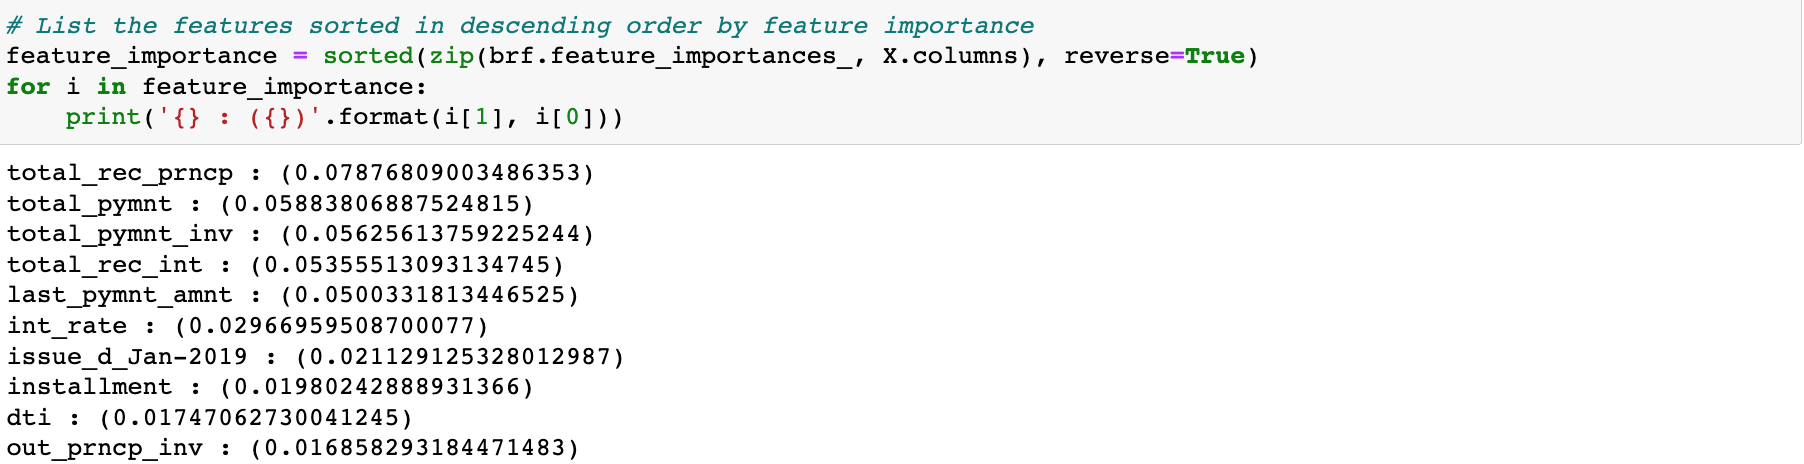 # List the features sorted in descending order by feature importance
feature_importance = sorted(zip(brf.feature_importances_, X.columns), reverse=True)
for i in feature_importance:
    print('{} : ({})'.format(i[1], i[0]))
total_rec_prncp : (0.07876809003486353)
total_pymnt : (0.05883806887524815)
total_pymnt_inv : (0.05625613759225244)
total_rec_int : (0.05355513093134745)
last_pymnt_amnt : (0.0500331813446525)
int_rate : (0.02966959508700077)
issue_d_Jan-2019 : (0.021129125328012987)
installment : (0.01980242888931366)
dti : (0.01747062730041245)
out_prncp_inv : (0.016858293184471483)